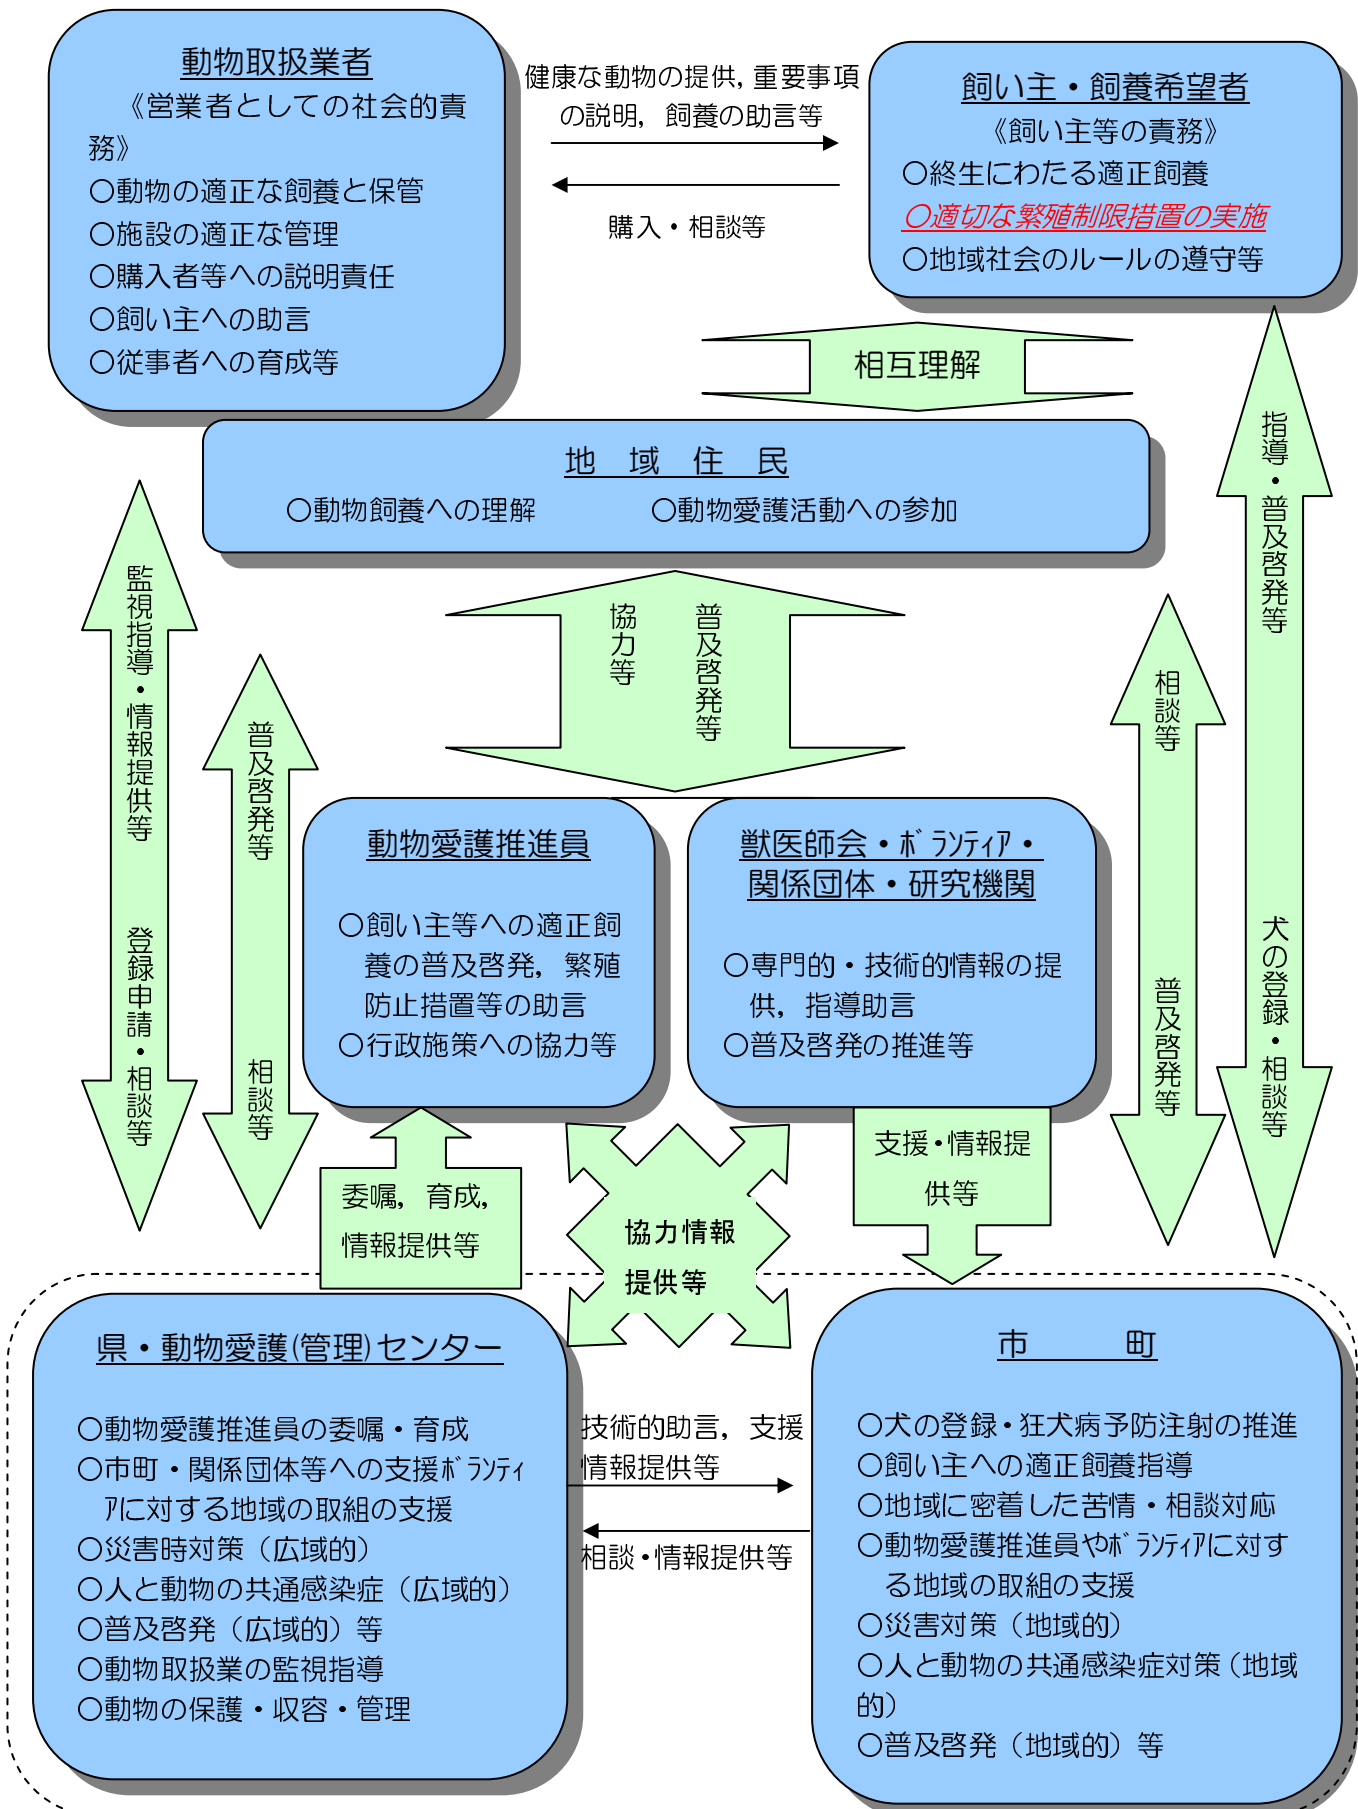 動物取扱業者
《営業者としての社会的責
務》
○動物の適正な飼養と保管
○施設の適正な管理
○購入者等への説明責任
○飼い主への助言
○従事者への育成等
健康な動物の提供,重要事項
の説明，飼養の助言等
購入・相談等
飼い主・飼養希望者
《飼い主等の責務》
○終生にわたる適正飼養
○適切な繁殖制限措置の実施
○地域社会のルールの遵守等
相互理解
地　域　住　民
○動物飼養への理解　　　　○動物愛護活動への参加
監視指導・情報提供等
登録申請・相談等
普及啓発等
相談等
協力等
普及啓発等
相談等
普及啓発等
指導・普及啓発等
犬の登録・相談等
動物愛護推進員
○飼い主等への適正飼
養の普及啓発，繁殖
防止措置等の助言
○行政施策への協力等
獣医師会・ﾎﾞﾗﾝﾃｨｱ・
関係団体・研究機関
○専門的・技術的情報の提
供，指導助言
○普及啓発の推進等
委嘱，育成，
情報提供等
協力情報
提供等
支援・情報提
供等
県・動物愛護(管理)センター
○動物愛護推進員の委嘱・育成
○市町・関係団体等への支援ﾎﾞﾗﾝﾃｨ
ｱに対する地域の取組の支援
○災害時対策（広域的）
○人と動物の共通感染症（広域的）
○普及啓発（広域的）等
○動物取扱業の監視指導
○動物の保護・収容・管理
技術的助言，支援
情報提供等
相談・情報提供等
市　　　町
○犬の登録・狂犬病予防注射の推進
○飼い主への適正飼養指導
○地域に密着した苦情・相談対応
○動物愛護推進員やﾎﾞﾗﾝﾃｨｱに対す
る地域の取組の支援
○災害対策（地域的）
○人と動物の共通感染症対策（地域
的）
○普及啓発（地域的）等